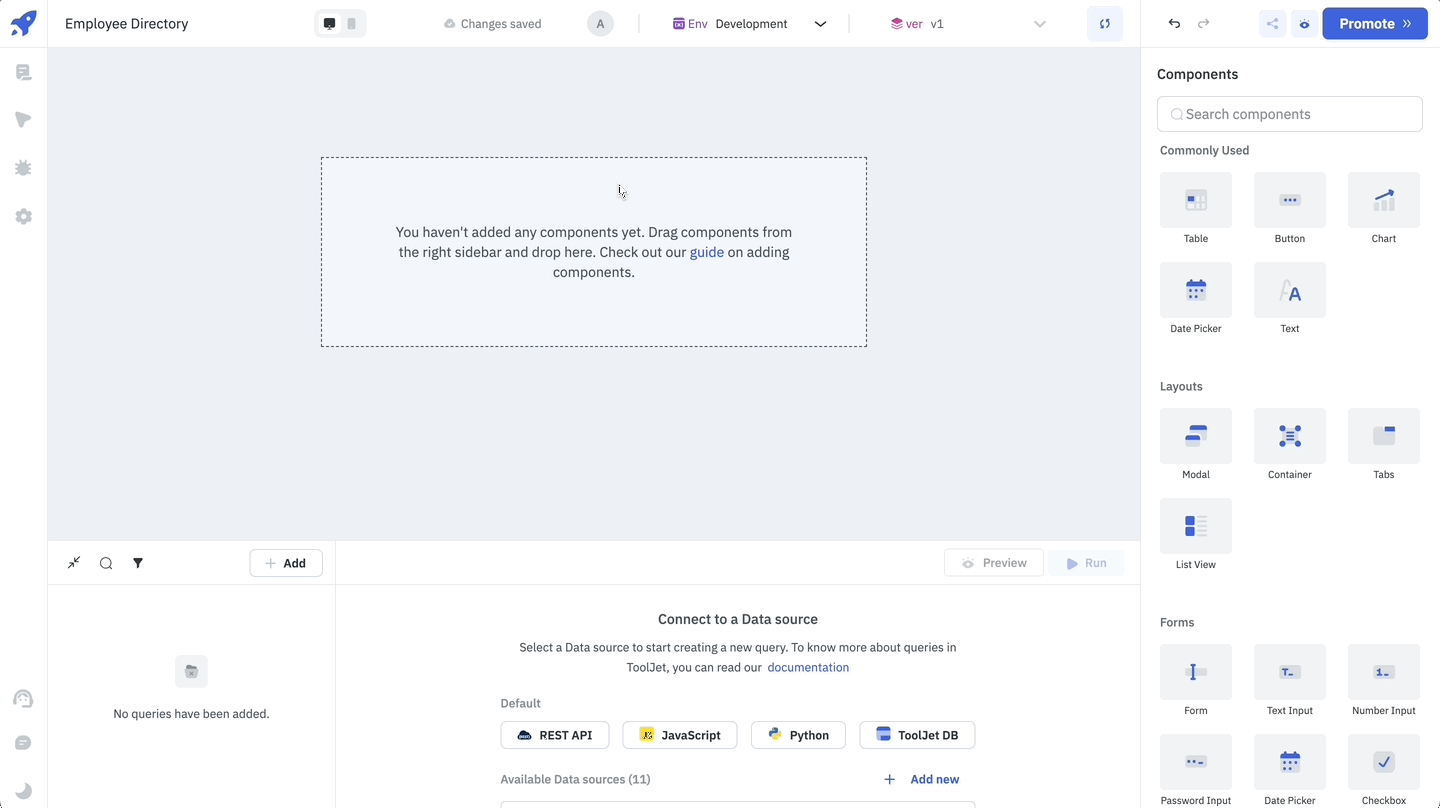 Employee Directory
Changes saved
A
Env Development
ver v1
Promote
Components
Search components
Commonly Used
Table
Button
Chart
Date Picker
Text
Layouts
Modal
Container
Tabs
List View
Forms
Form
Text Input
Number Input
Password Input
Date Picker
Checkbox
You haven't added any components yet. Drag components from
the right sidebar and drop here. Check out our guide on adding
components.
Add
Preview
Run
No queries have been added.
Connect to a Data source
Select a Data source to start creating a new query. To know more about queries in
ToolJet, you can read our documentation
Default
REST API
JavaScript
Python
ToolJet DB
Available Data sources (11)
Add new